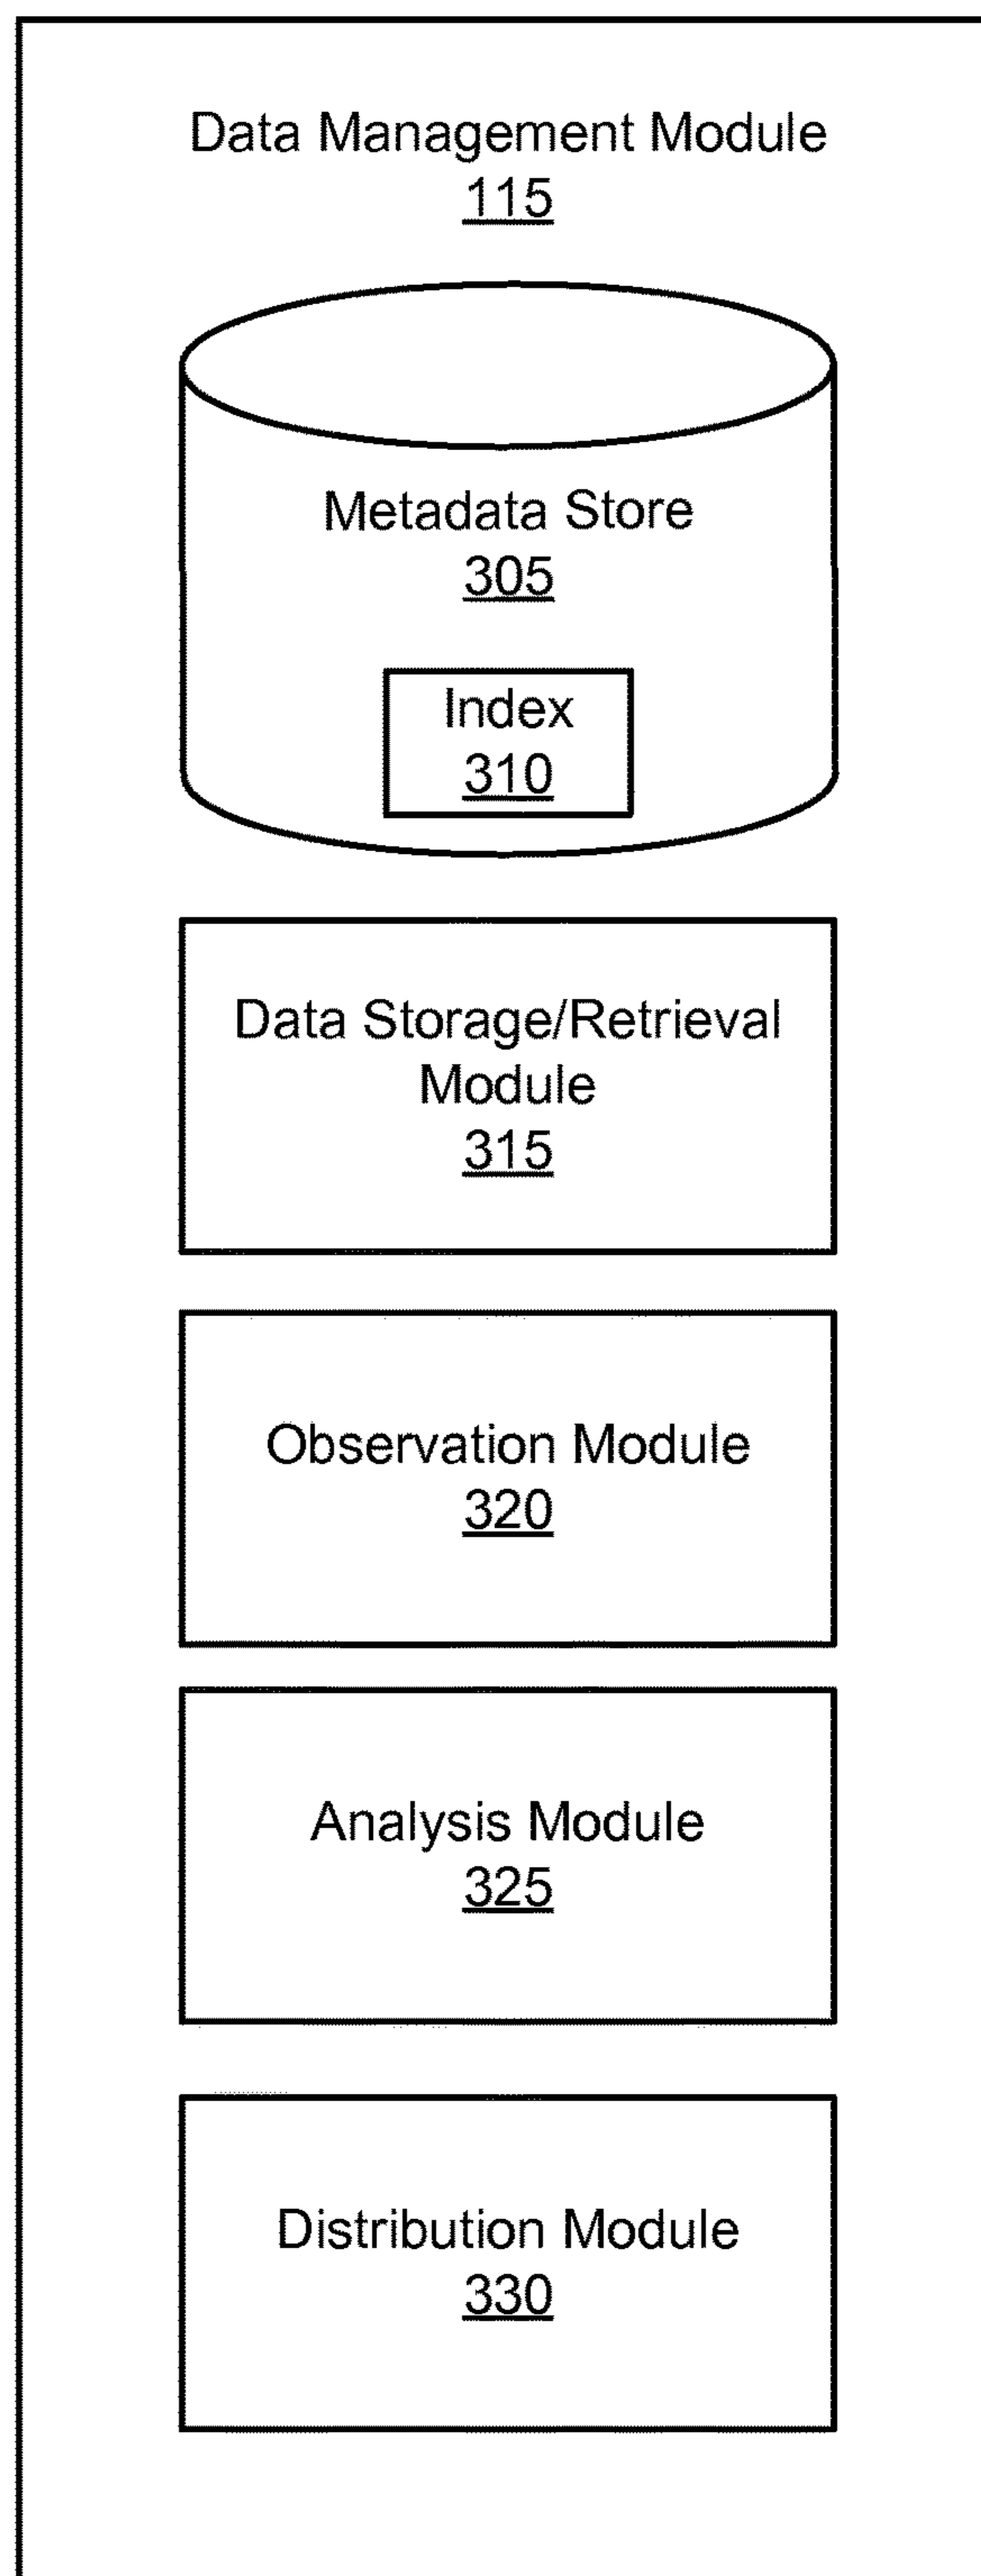 Data Management Module
115
Metadata Store
305
Index
310
Data Storage/Retrieval
Module
315
Observation Module
320
Analysis Module
325
Distribution Module
330